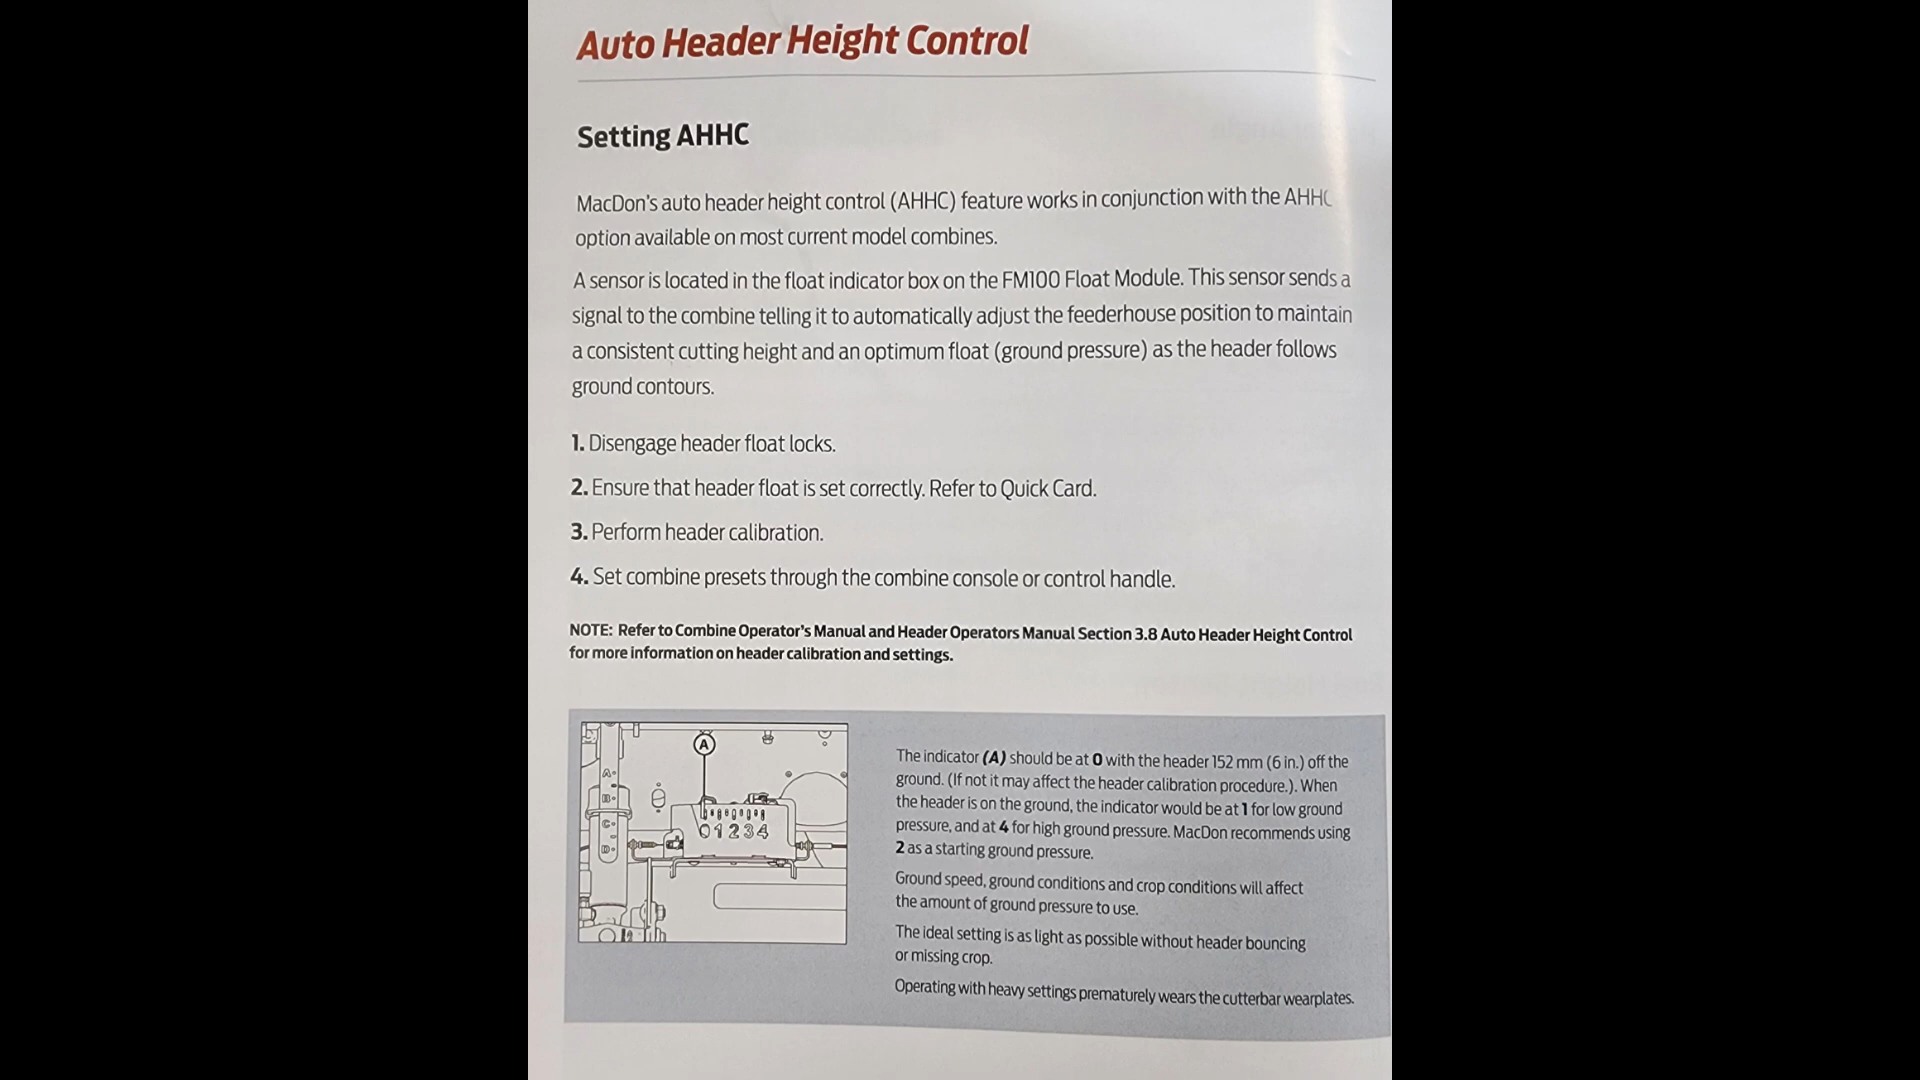 Auto Header Height Control
Setting AHHC
MacDon's auto header height control (AHHC) feature works in conjunction with the AHHC
option available on most current model combines.
A sensor is located in the float indicator box on the FM100 Float Module. This sensor sends a
signal to the combine telling it to automatically adjust the feederhouse position to maintain
a consistent cutting height and an optimum float (ground pressure) as the header follows
ground contours.
1. Disengage header float locks.
2. Ensure that header float is set correctly. Refer to Quick Card.
3. Perform header calibration.
4. Set combine presets through the combine console or control handle.
NOTE: Refer to Combine Operator's Manual and Header Operators Manual Section 3.8 Auto Header Height Control
for more information on header calibration and settings.
A
A
B
C
D
0 1 2 3 4
The indicator (A) should be at 0 with the header 152 mm (6 in.) off the
ground. (If not it may affect the header calibration procedure.). When
the header is on the ground, the indicator would be at 1 for low ground
pressure, and at 4 for high ground pressure. MacDon recommends using
2 as a starting ground pressure.
Ground speed, ground conditions and crop conditions will affect
the amount of ground pressure to use.
The ideal setting is as light as possible without header bouncing
or missing crop.
Operating with heavy settings prematurely wears the cutterbar wearplates.